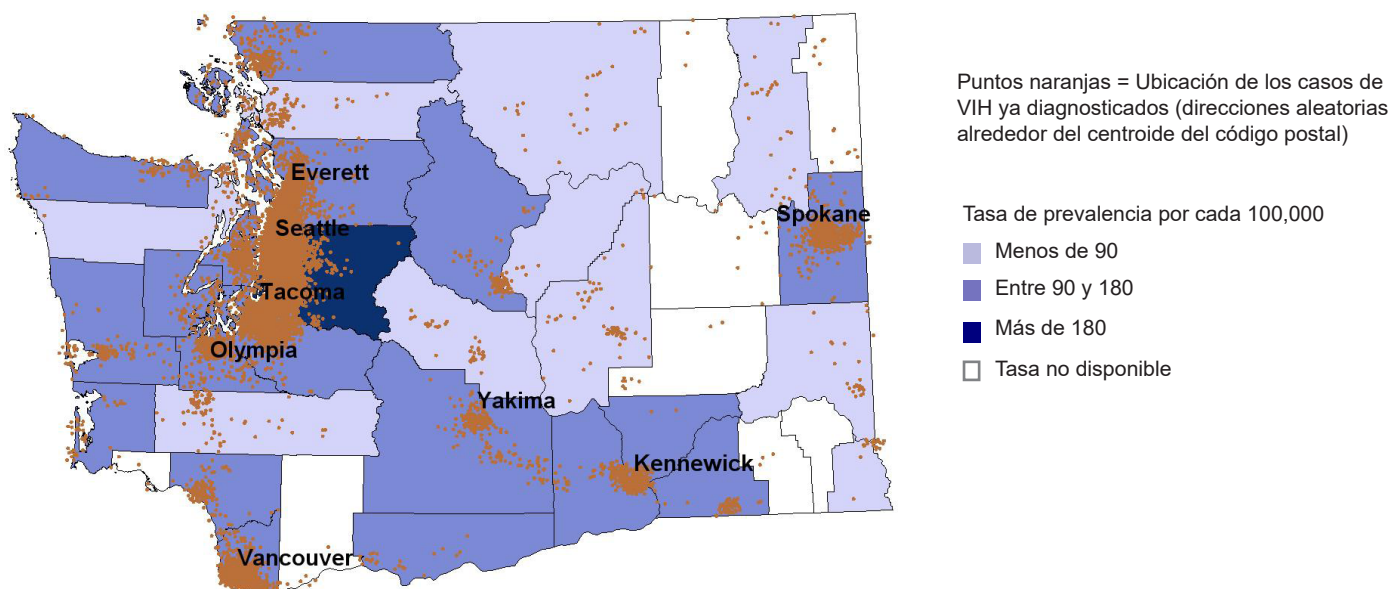 Puntos naranjas = Ubicación de los casos de
VIH ya diagnosticados (direcciones aleatorias
alrededor del centroide del código postal)
Tasa de prevalencia por cada 100,000
Menos de 90
Entre 90 y 180
Más de 180
Tasa no disponible
Everett
Seattle
Spokane
Tacoma
Olympia
Yakima
Kennewick
Vancouver